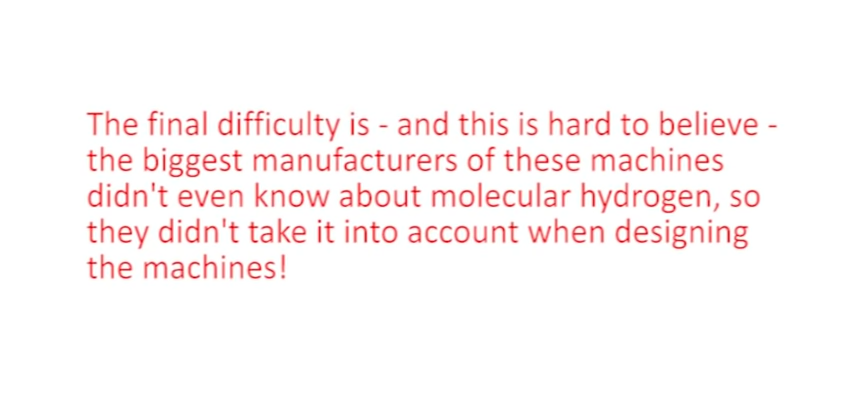 The final difficulty is - and this is hard to believe -
the biggest manufacturers of these machines
didn't even know about molecular hydrogen, so
they didn't take it into account when designing
the machines!